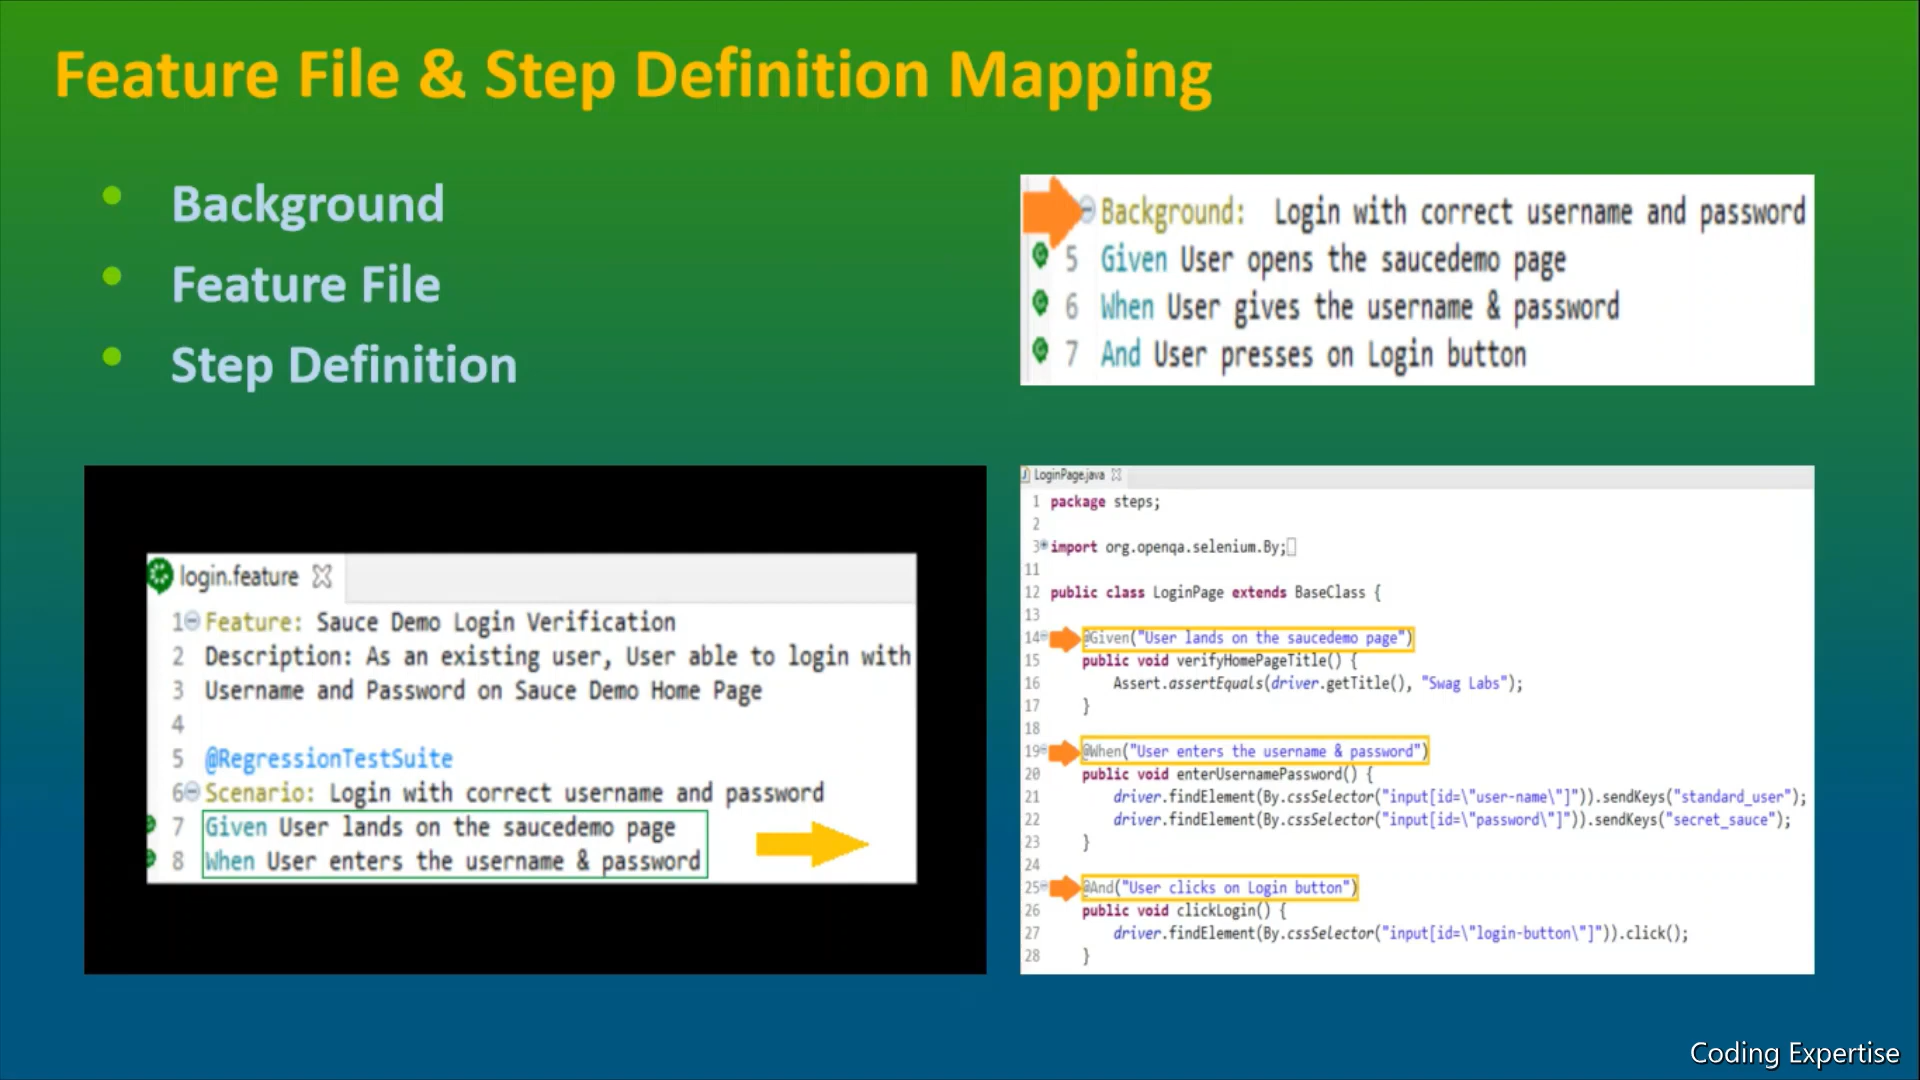 Feature File & Step Definition Mapping
Background
Feature File
Step Definition
Background: Login with correct username and password
5 Given User opens the saucedemo page
6 When User gives the username & password
7 And User presses on Login button
login.feature
1 Feature: Sauce Demo Login Verification
2 Description: As an existing user, User able to login with
3 Username and Password on Sauce Demo Home Page
4
5 @RegressionTestSuite
6 Scenario: Login with correct username and password
7 Given User lands on the saucedemo page
8 When User enters the username & password
LoginPage.java
1 package steps;
2
3 import org.openqa.selenium.By;
11
12 public class LoginPage extends BaseClass {
13
14 @Given("User lands on the saucedemo page")
15 public void verifyHomePageTitle() {
16 Assert.assertEquals(driver.getTitle(), "Swag Labs");
17 }
18
19 @When("User enters the username & password")
20 public void enterUsernamePassword() {
21 driver.findElement(By.cssSelector("input[id=\"user-name\"]")).sendKeys("standard_user");
22 driver.findElement(By.cssSelector("input[id=\"password\"]")).sendKeys("secret_sauce");
23 }
24
25 @And("User clicks on Login button")
26 public void clickLogin() {
27 driver.findElement(By.cssSelector("input[id=\"login-button\"]")).click();
28 }
Coding Expertise